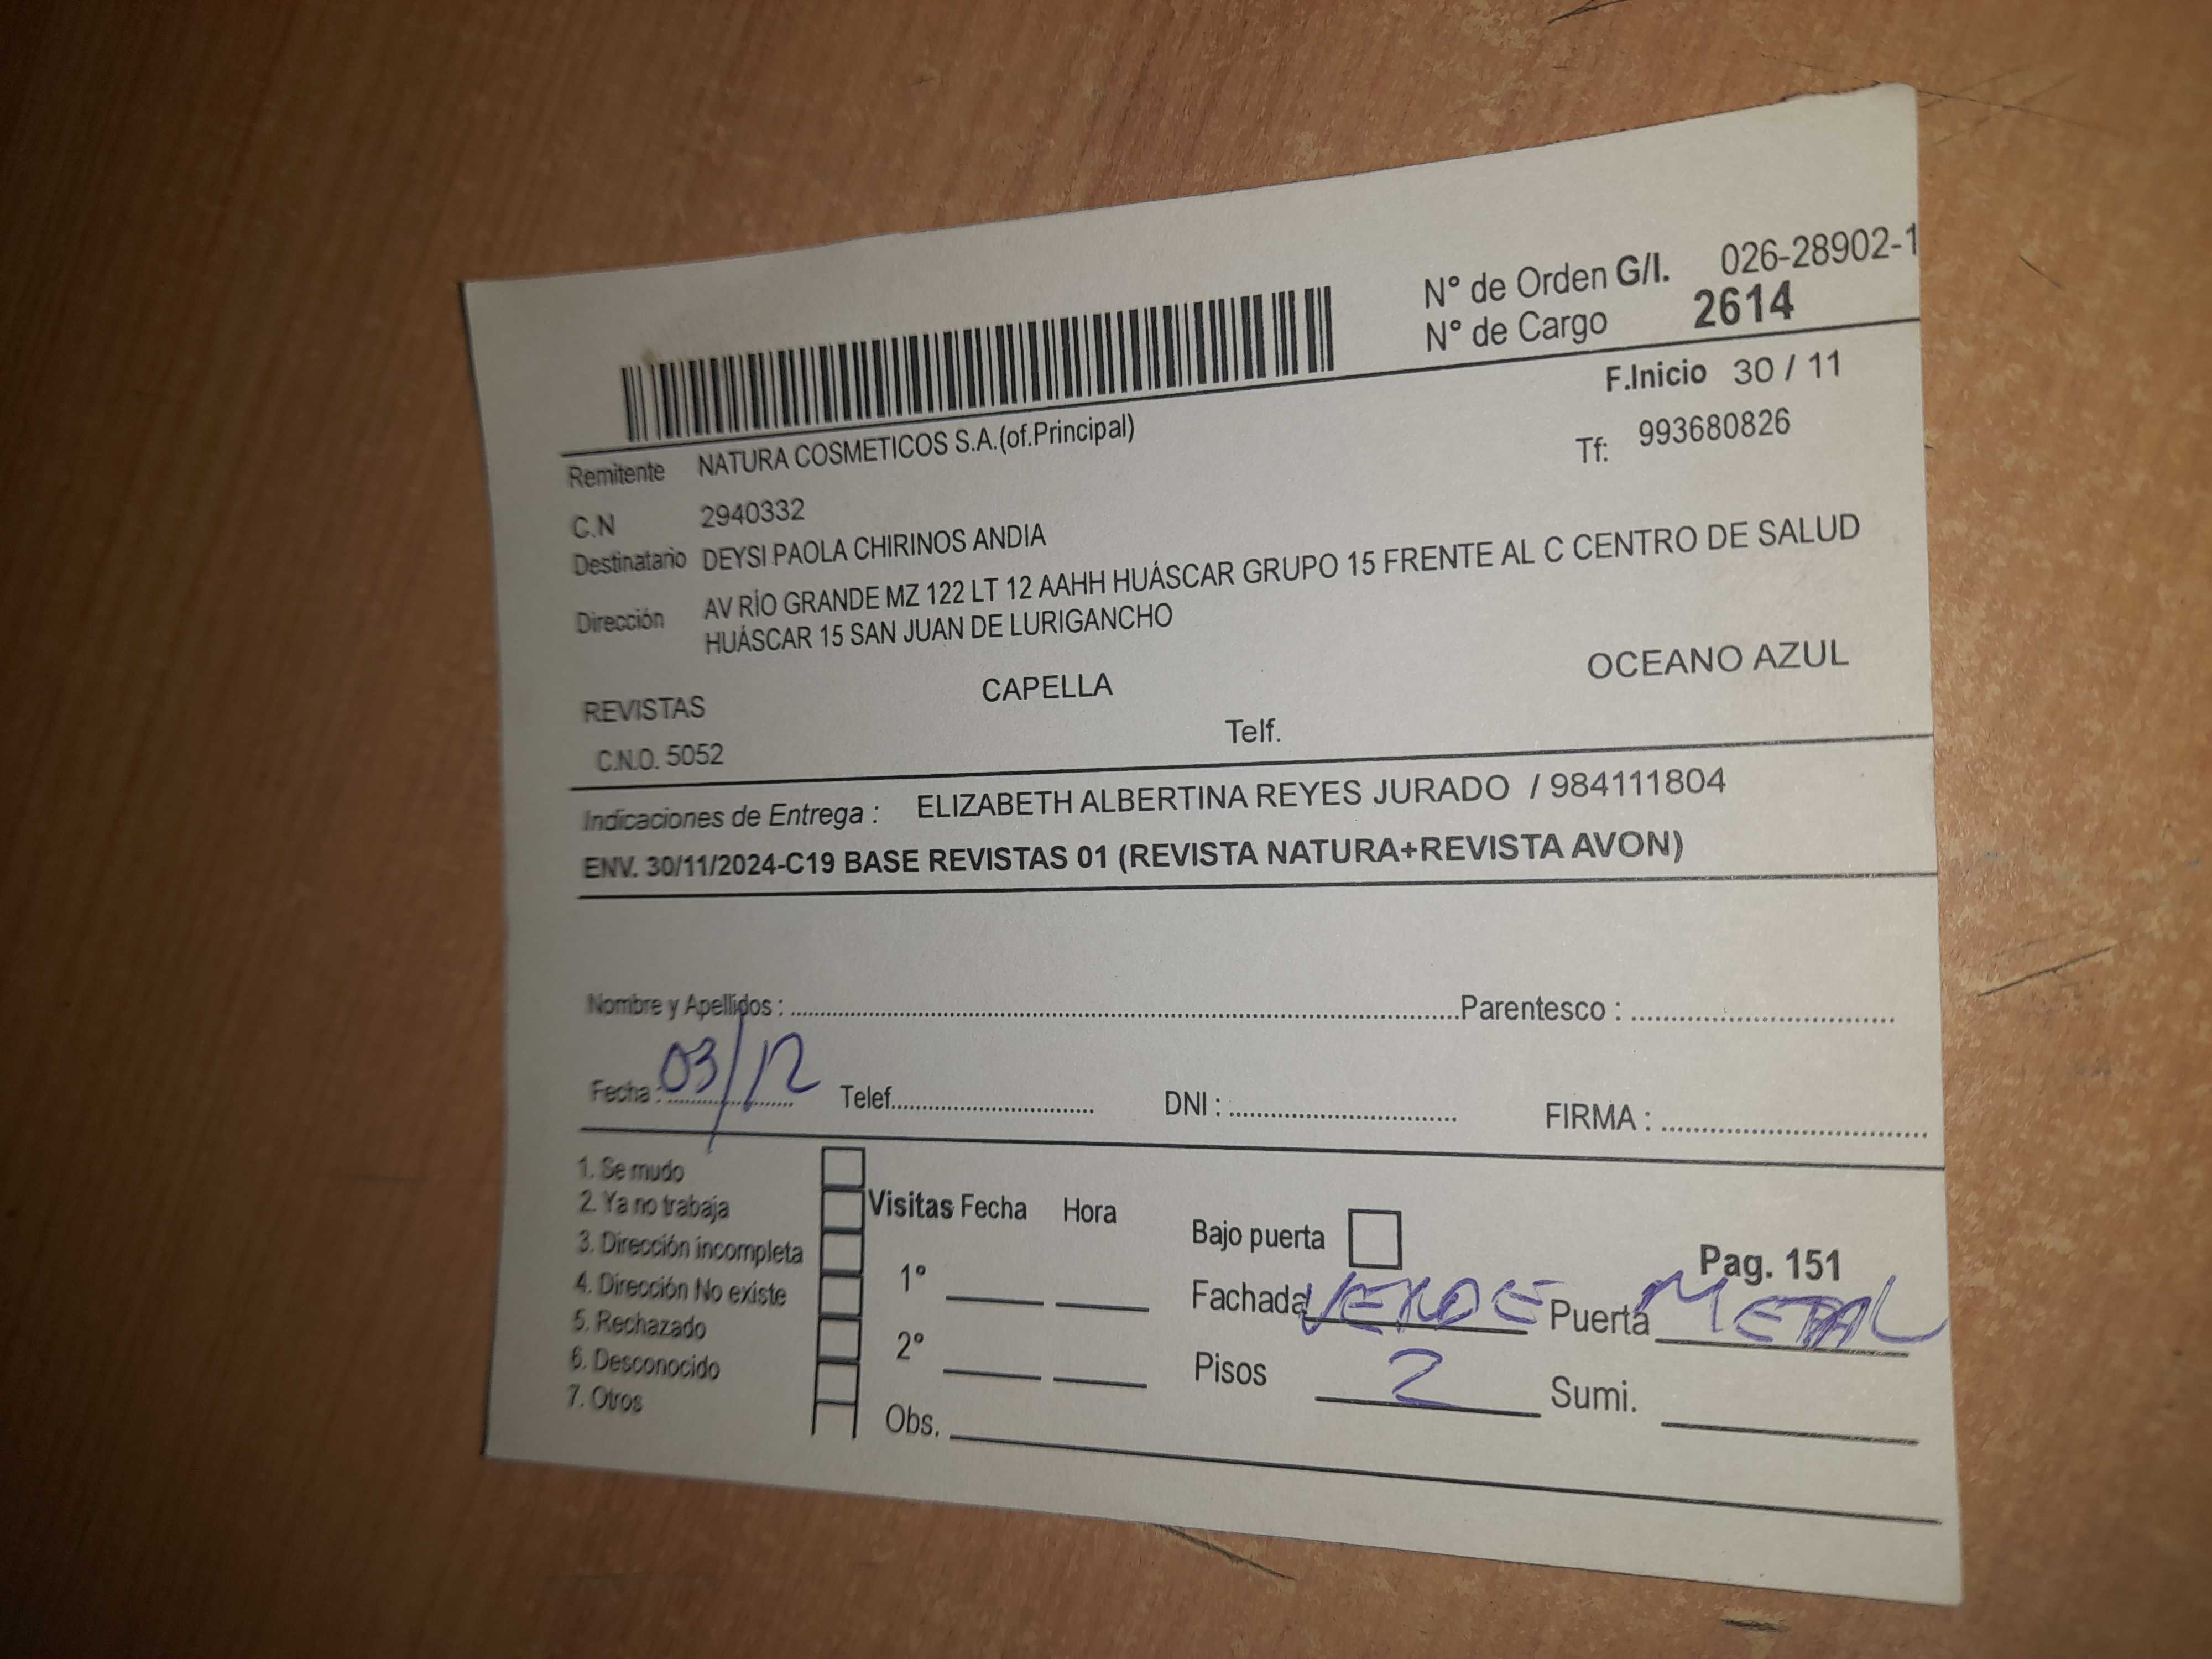 N° de Orden G/I. 026-28902-1
N° de Cargo 2614
F.Inicio 30 / 11
Remitente NATURA COSMETICOS S.A.(of.Principal) Tf: 993680826
C.N 2940332
Destinatario DEYSI PAOLA CHIRINOS ANDIA
Dirección AV RÍO GRANDE MZ 122 LT 12 AAHH HUÁSCAR GRUPO 15 FRENTE AL C CENTRO DE SALUD
HUÁSCAR 15 SAN JUAN DE LURIGANCHO
REVISTAS CAPELLA OCEANO AZUL
C.N.O. 5052 Telf.
Indicaciones de Entrega : ELIZABETH ALBERTINA REYES JURADO / 984111804
ENV. 30/11/2024-C19 BASE REVISTAS 01 (REVISTA NATURA+REVISTA AVON)
Nombre y Apellidos : Parentesco :
Fecha : 03/12 Telef. DNI : FIRMA :
1. Se mudo
2. Ya no trabaja
3. Dirección incompleta
4. Dirección No existe
5. Rechazado
6. Desconocido
7. Otros
Visitas Fecha Hora
1°
2°
Obs.
Bajo puerta Pag. 151
Fachada VERDE Puerta METAL
Pisos 2 Sumi.